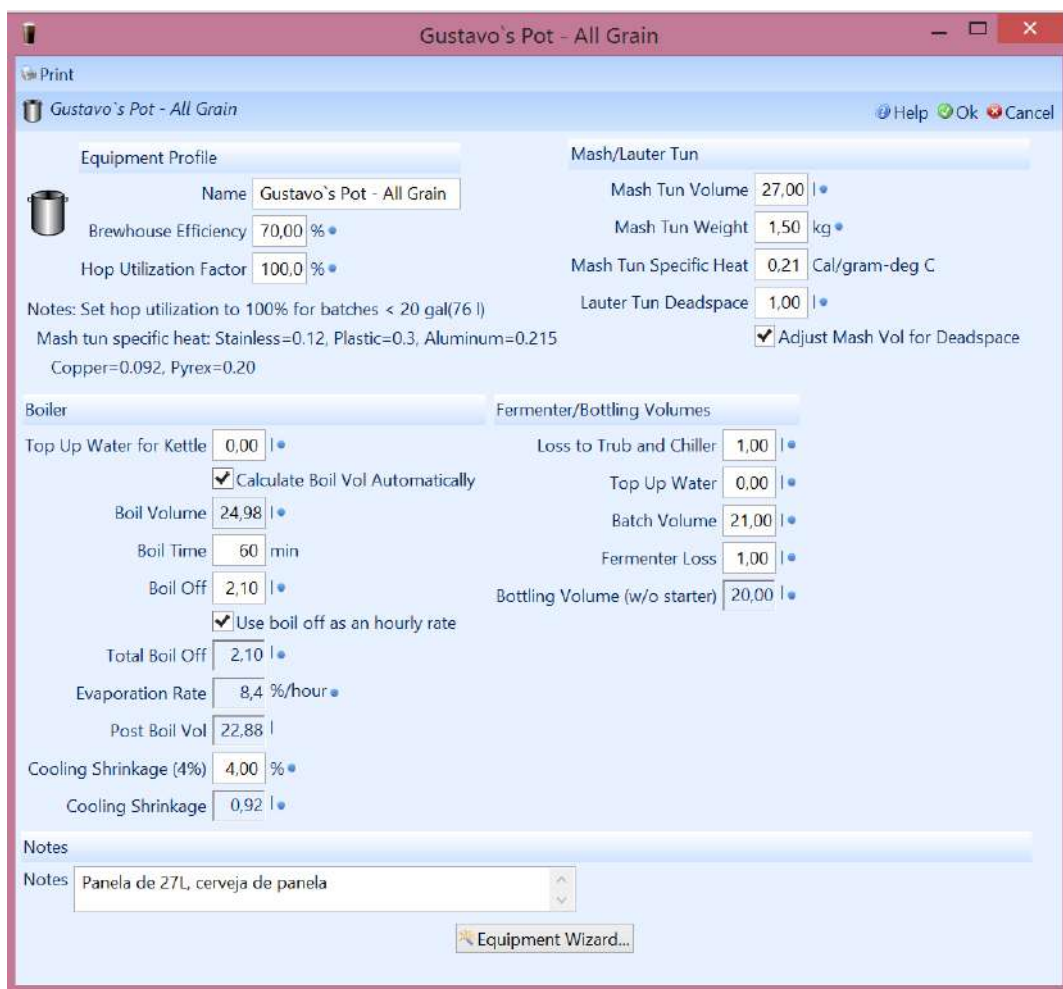 Gustavo`s Pot - All Grain
Print
Gustavo`s Pot - All Grain
Help Ok Cancel
Equipment Profile
Name Gustavo`s Pot - All Grain
Brewhouse Efficiency 70,00 %
Hop Utilization Factor 100,0 %
Notes: Set hop utilization to 100% for batches < 20 gal(76 l)
Mash tun specific heat: Stainless=0.12, Plastic=0.3, Aluminum=0.215
Copper=0.092, Pyrex=0.20
Mash/Lauter Tun
Mash Tun Volume 27,00 l
Mash Tun Weight 1,50 kg
Mash Tun Specific Heat 0,21 Cal/gram-deg C
Lauter Tun Deadspace 1,00 l
Adjust Mash Vol for Deadspace
Boiler
Top Up Water for Kettle 0,00 l
Calculate Boil Vol Automatically
Boil Volume 24,98 l
Boil Time 60 min
Boil Off 2,10 l
Use boil off as an hourly rate
Total Boil Off 2,10 l
Evaporation Rate 8,4 %/hour
Post Boil Vol 22,88 l
Cooling Shrinkage (4%) 4,00 %
Cooling Shrinkage 0,92 l
Fermenter/Bottling Volumes
Loss to Trub and Chiller 1,00 l
Top Up Water 0,00 l
Batch Volume 21,00 l
Fermenter Loss 1,00 l
Bottling Volume (w/o starter) 20,00 l
Notes
Notes Panela de 27L, cerveja de panela
Equipment Wizard...